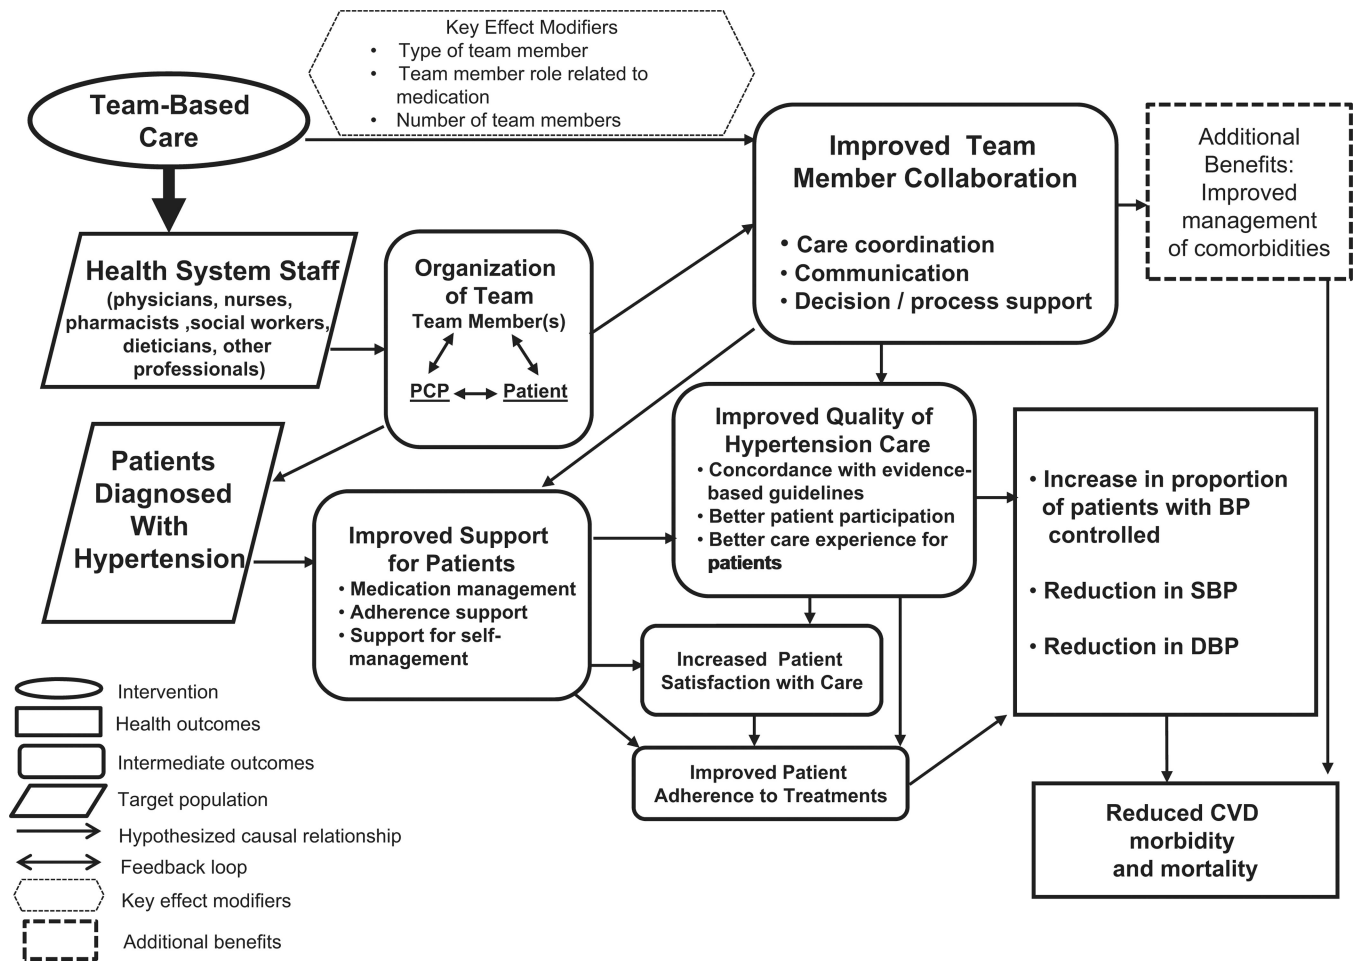 Key Effect Modifiers
• Type of team member
• Team member role related to
medication
• Number of team members
Team-Based
Care
Improved Team
Member Collaboration
• Care coordination
• Communication
• Decision / process support
Additional
Benefits:
Improved
management
of comorbidities
Health System Staff
(physicians, nurses,
pharmacists ,social workers,
dieticians, other
professionals)
Organization
of Team
Team Member(s)
PCP
Patient
Patients
Diagnosed
With
Hypertension
Improved Support
for Patients
• Medication management
• Adherence support
• Support for self-
management
Improved Quality of
Hypertension Care
• Concordance with evidence-
based guidelines
• Better patient participation
• Better care experience for
patients
• Increase in proportion
of patients with BP
controlled
• Reduction in SBP
• Reduction in DBP
Increased Patient
Satisfaction with Care
Improved Patient
Adherence to Treatments
Reduced CVD
morbidity
and mortality
Intervention
Health outcomes
Intermediate outcomes
Target population
Hypothesized causal relationship
Feedback loop
Key effect modifiers
Additional benefits